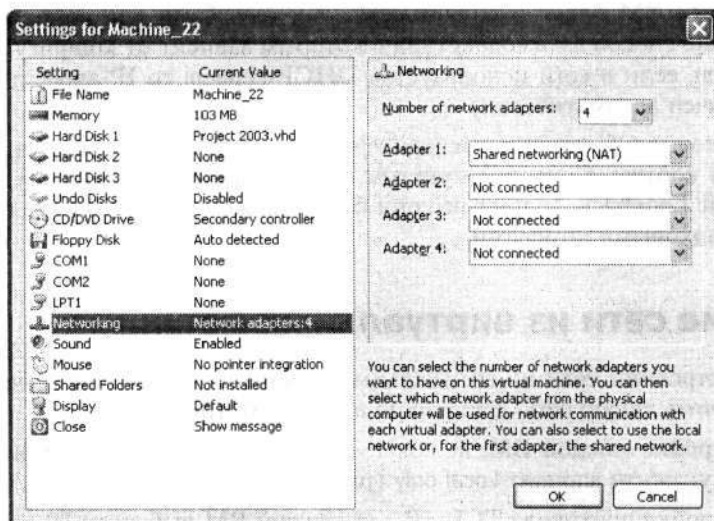 Settings for Machine_22
Setting Current Value
File Name Machine_22
Memory 103 MB
Hard Disk 1 Project 2003.vhd
Hard Disk 2 None
Hard Disk 3 None
Undo Disks Disabled
CD/DVD Drive Secondary controller
Floppy Disk Auto detected
COM1 None
COM2 None
LPT1 None
Networking Network adapters:4
Sound Enabled
Mouse No pointer integration
Shared Folders Not installed
Display Default
Close Show message
Networking
Number of network adapters: 4
Adapter 1: Shared networking (NAT)
Adapter 2: Not connected
Adapter 3: Not connected
Adapter 4: Not connected
You can select the number of network adapters you
want to have on this virtual machine. You can then
select which network adapter from the physical
computer will be used for network communication with
each virtual adapter. You can also select to use the local
network or, for the first adapter, the shared network.
OK Cancel